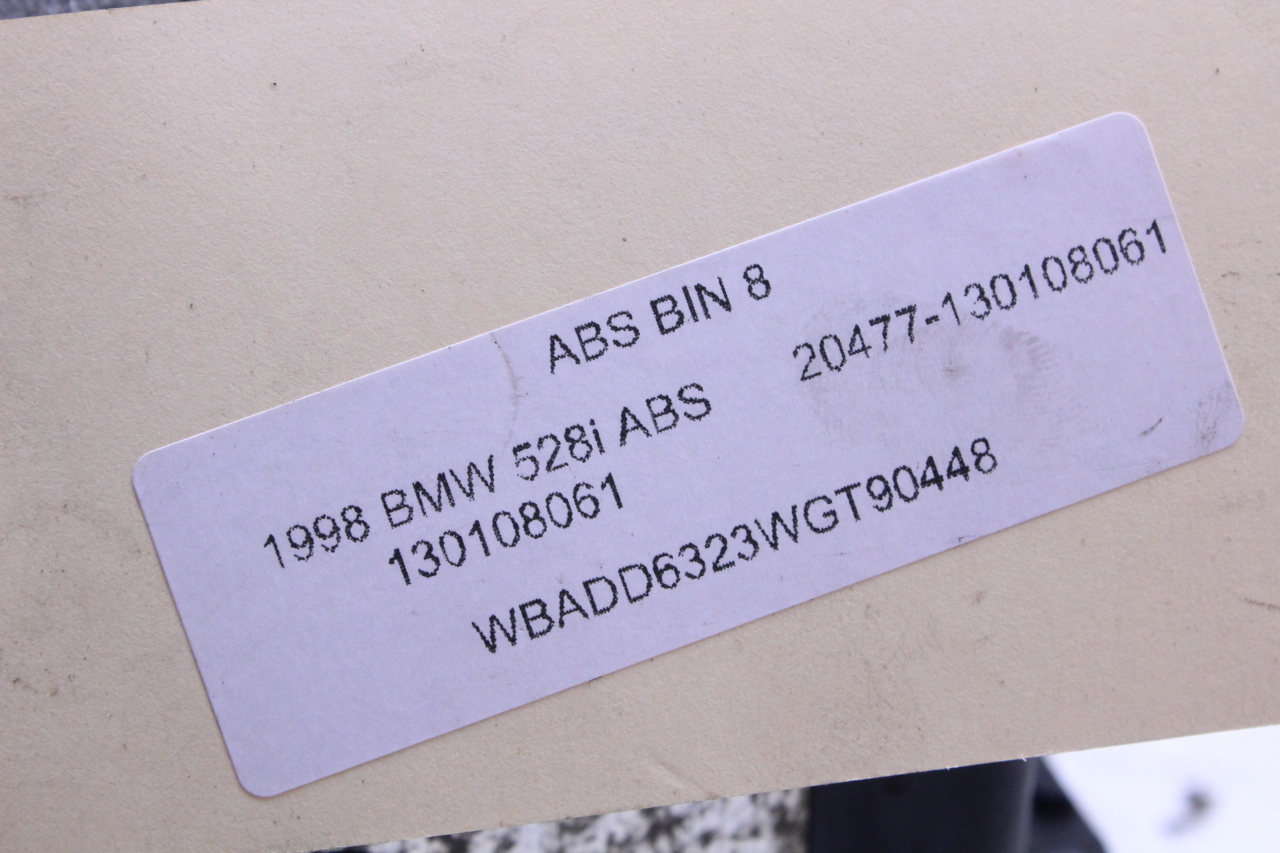 ABS BIN 8
1998 BMW 528i ABS 20477-130108061
130108061
WBADD6323WGT90448